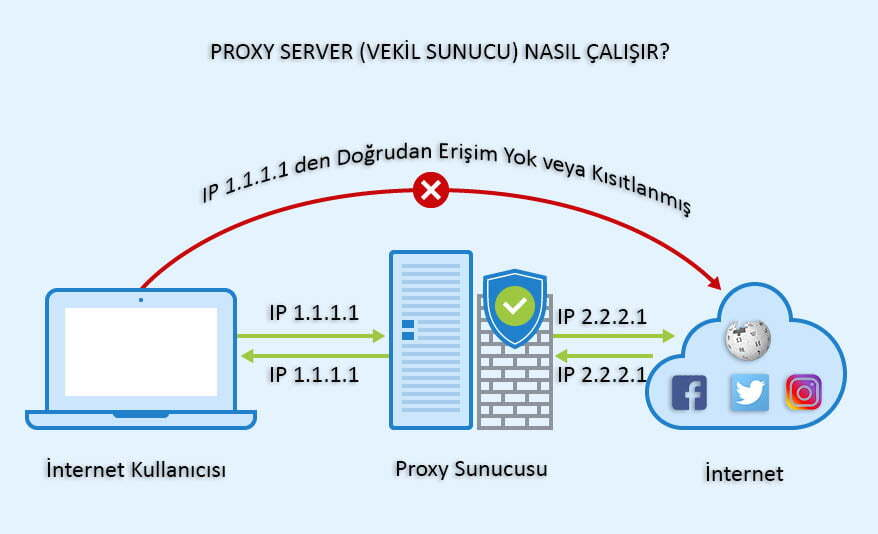 PROXY SERVER (VEKİL SUNUCU) NASIL ÇALIŞIR?
IP 1.1.1.1 den Doğrudan Erişim Yok veya Kısıtlanmış
IP 1.1.1.1
IP 2.2.2.1
IP 1.1.1.1
IP 2.2.2.1
İnternet Kullanıcısı
Proxy Sunucusu
İnternet